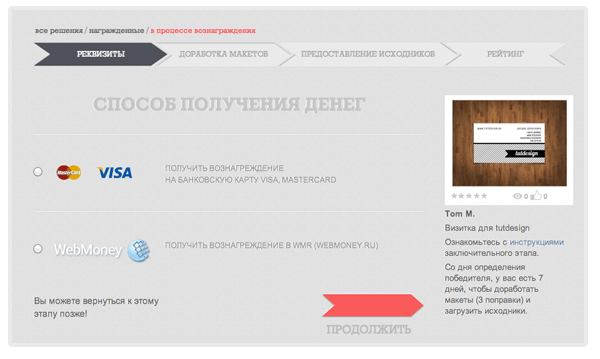 все решения / награжденные / в процессе вознаграждения
РЕКВИЗИТЫ
ДОРАБОТКА МАКЕТОВ
ПРЕДОСТАВЛЕНИЕ ИСХОДНИКОВ
РЕЙТИНГ
СПОСОБ ПОЛУЧЕНИЯ ДЕНЕГ
MasterCard VISA
ПОЛУЧИТЬ ВОЗНАГРЕЖДЕНИЕ
НА БАНКОВСКУЮ КАРТУ VISA, MASTERCARD
WebMoney
ПОЛУЧИТЬ ВОЗНАГРЕЖДЕНИЕ В WMR (WEBMONEY.RU)
Вы можете вернуться к этому
этапу позже!
ПРОДОЛЖИТЬ
tutdesign
0 0
Tom M.
Визитка для tutdesign
Ознакомьтесь с инструкциями
заключительного этапа.
Со дня определения
победителя, у вас есть 7
дней, чтобы доработать
макеты (3 поправки) и
загрузить исходники.